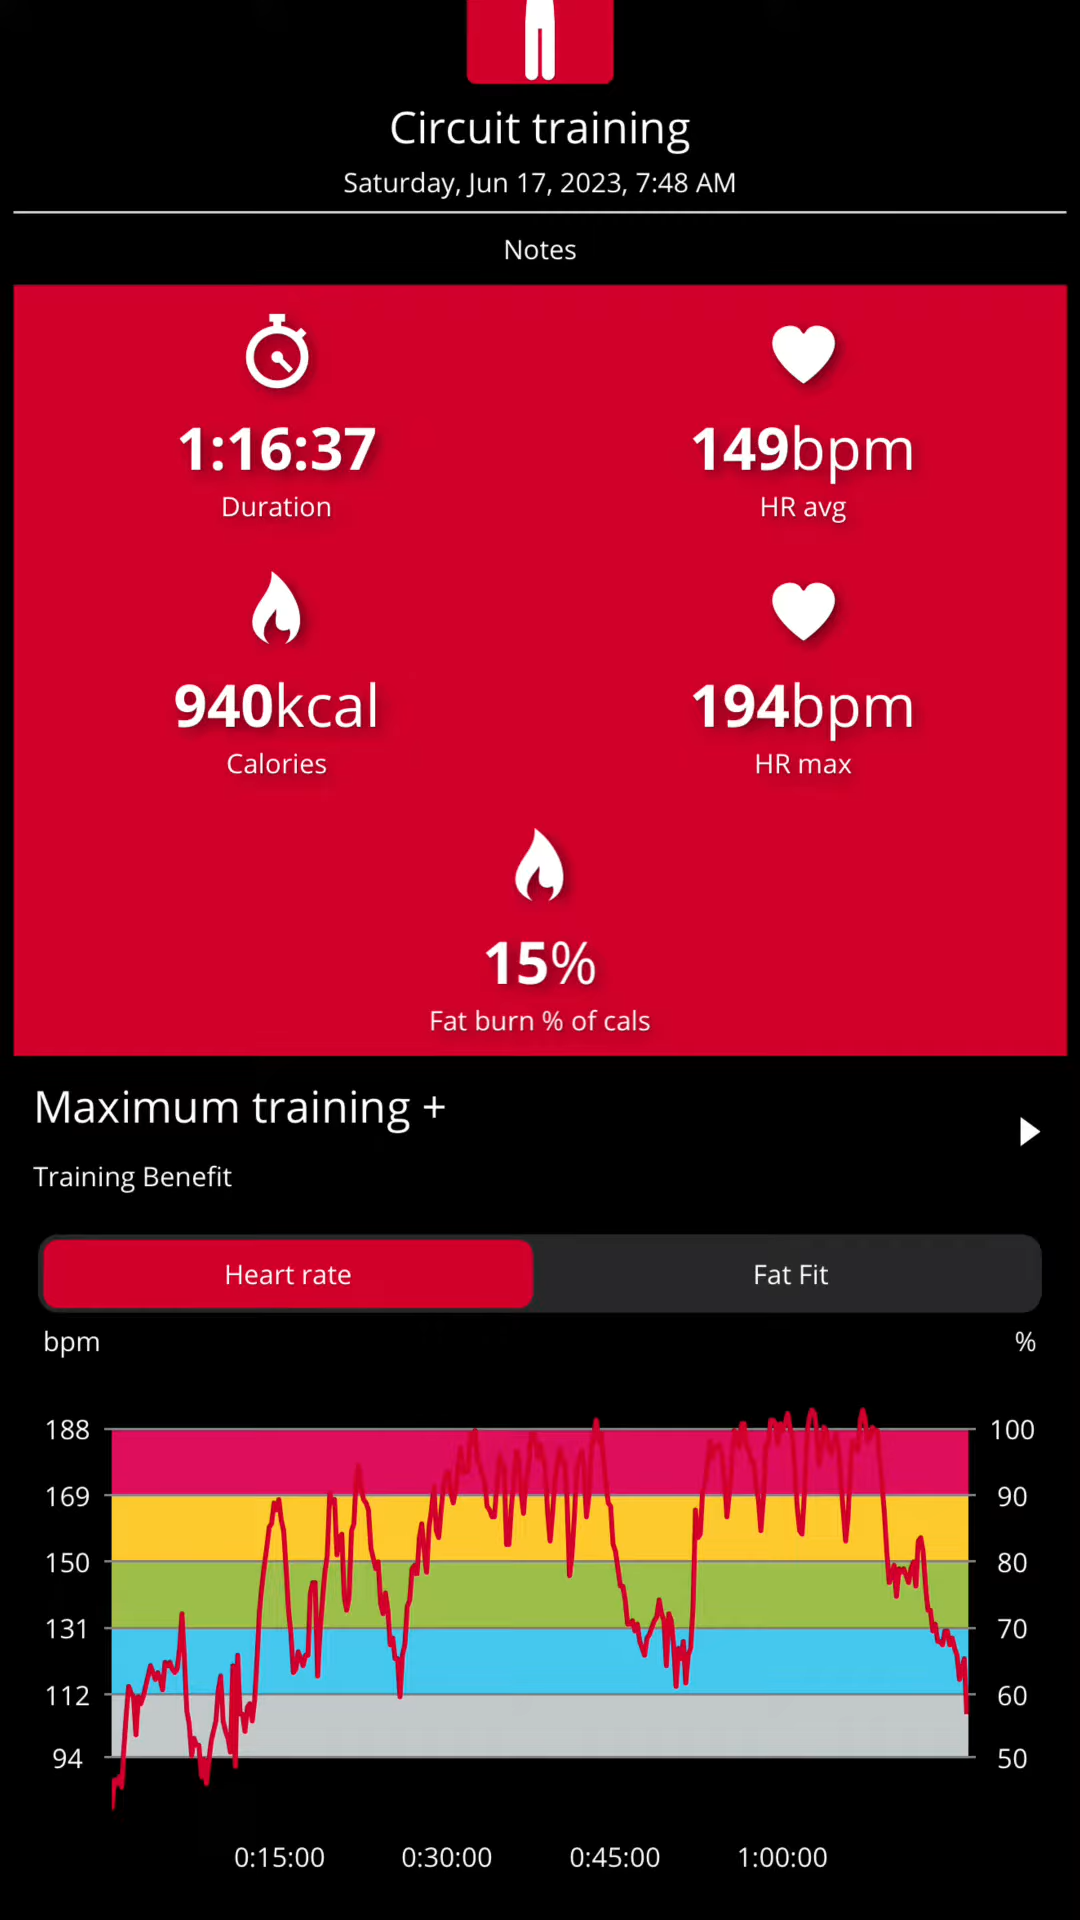 Circuit training
Saturday, Jun 17, 2023, 7:48 AM
Notes
1:16:37
Duration
149bpm
HR avg
940kcal
Calories
194bpm
HR max
15%
Fat burn % of cals
Maximum training +
Training Benefit
Heart rate
Fat Fit
bpm
%
188
100
169
90
150
80
131
70
112
60
94
50
0:15:00
0:30:00
0:45:00
1:00:00